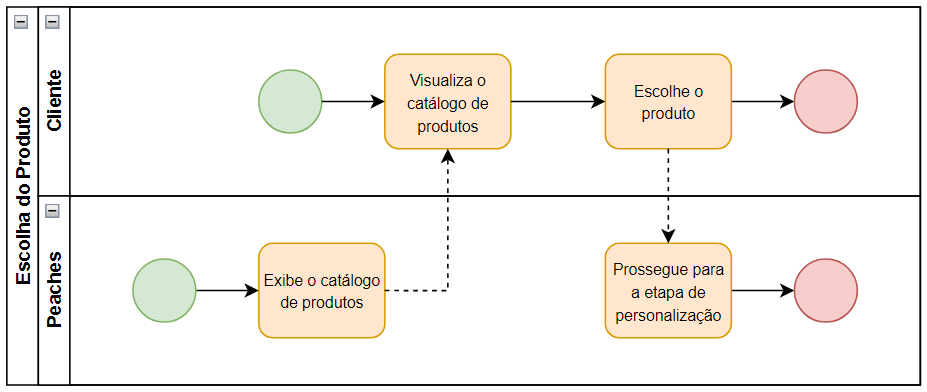 Escolha do Produto
Cliente
Visualiza o
catálogo de
produtos
Escolhe o
produto
Peaches
Exibe o catálogo
de produtos
Prossegue para
a etapa de
personalização